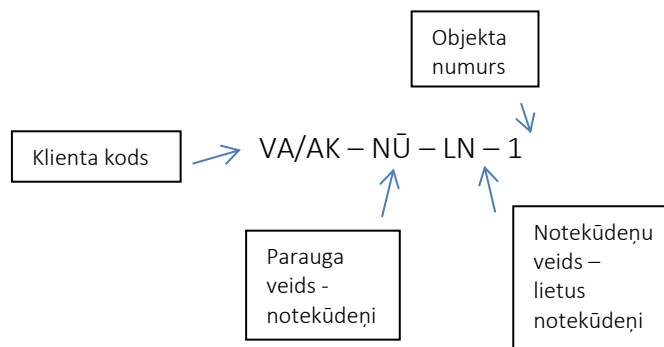 Objekta
numurs
Klienta kods
VA/AK – NŪ – LN – 1
Parauga
veids -
notekūdeņi
Notekūdeņu
veids –
lietus
notekūdeņi